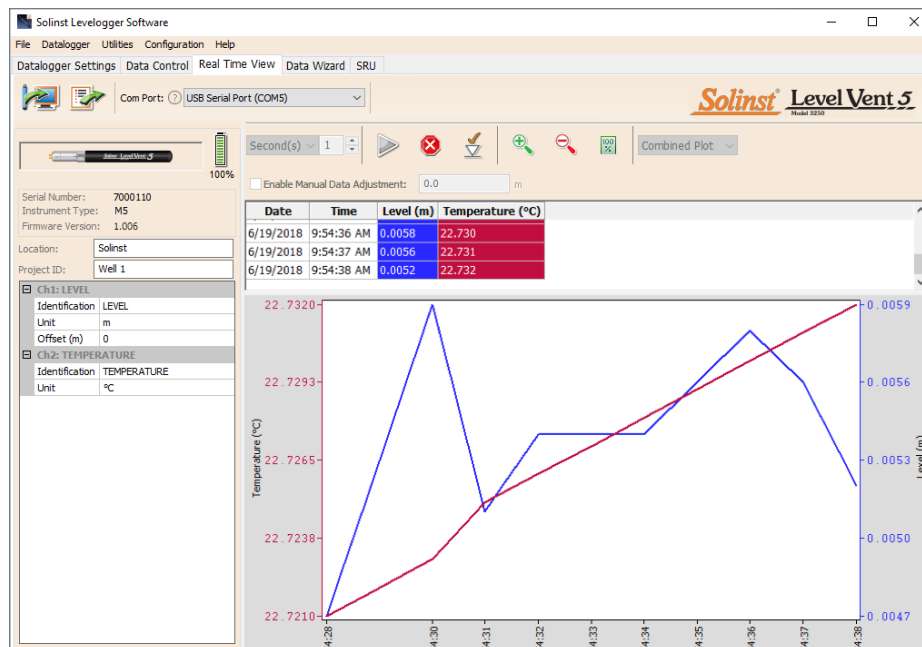 Solinst Levelogger Software
File Datalogger Utilities Configuration Help
Datalogger Settings Data Control Real Time View Data Wizard SRU
Com Port: ? USB Serial Port (COM5)
Solinst Level Vent 5
Model 3250
Solinst Level Vent 5
100%
Second(s) 1
100 %
Combined Plot
Enable Manual Data Adjustment: 0.0 m
Serial Number: 7000110
Instrument Type: M5
Firmware Version: 1.006
Location: Solinst
Project ID: Well 1
Ch1: LEVEL
Identification LEVEL
Unit m
Offset (m) 0
Ch2: TEMPERATURE
Identification TEMPERATURE
Unit °C
Date Time Level (m) Temperature (°C)
6/19/2018 9:54:36 AM 0.0058 22.730
6/19/2018 9:54:37 AM 0.0056 22.731
6/19/2018 9:54:38 AM 0.0052 22.732
22.7320
22.7293
22.7265
22.7238
22.7210
Temperature (°C)
0.0059
0.0056
0.0053
0.0050
0.0047
Level (m)
4:28 4:30 4:31 4:32 4:33 4:34 4:35 4:36 4:37 4:38